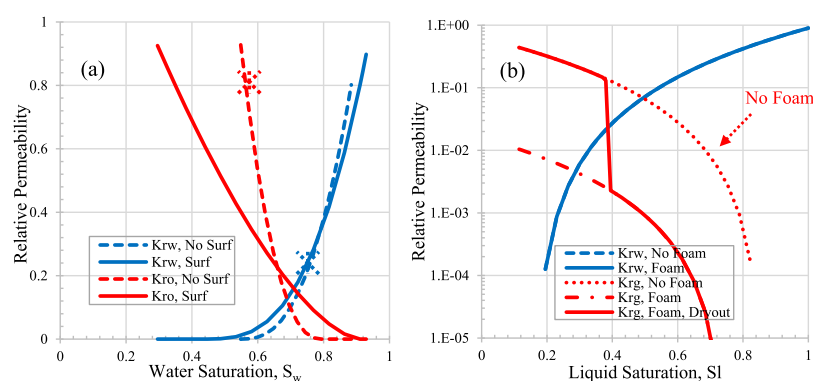 1
0.8
0.6
0.4
0.2
0
0
0.2
0.4
0.6
0.8
1
Relative Permeability
Water Saturation, Sw
(a)
Krw, No Surf
Krw, Surf
Kro, No Surf
Kro, Surf
1.E+00
1.E-01
1.E-02
1.E-03
1.E-04
1.E-05
0
0.2
0.4
0.6
0.8
1
Relative Permeability
Liquid Saturation, Sl
(b)
No Foam
Krw, No Foam
Krw, Foam
Krg, No Foam
Krg, Foam
Krg, Foam, Dryout